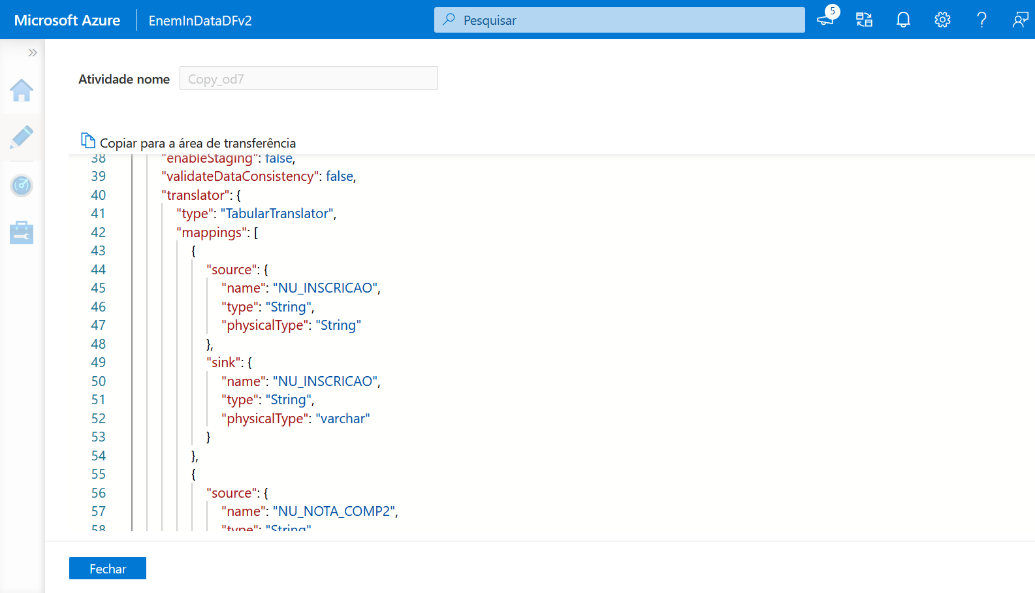 Microsoft Azure EnemInDataDFv2 Pesquisar 5
Atividade nome Copy_od7
Copiar para a área de transferência
38 "enableStaging": false,
39 "validateDataConsistency": false,
40 "translator": {
41 "type": "TabularTranslator",
42 "mappings": [
43 {
44 "source": {
45 "name": "NU_INSCRICAO",
46 "type": "String",
47 "physicalType": "String"
48 },
49 "sink": {
50 "name": "NU_INSCRICAO",
51 "type": "String",
52 "physicalType": "varchar"
53 }
54 },
55 {
56 "source": {
57 "name": "NU_NOTA_COMP2",
58 "type": "String"
Fechar